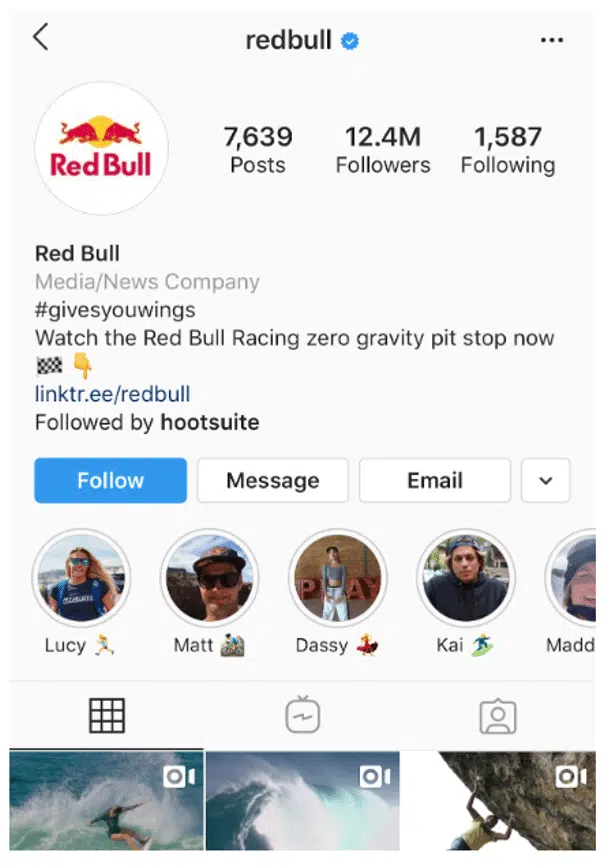 redbull
Red Bull
7,639 12.4M 1,587
Posts Followers Following
Red Bull
Media/News Company
#givesyouwings
Watch the Red Bull Racing zero gravity pit stop now
🏁 👇
linktr.ee/redbull
Followed by hootsuite
Follow Message Email
PLAY
Lucy 🏃‍♀️ Matt 🚵 Dassy 💃 Kai 🏄‍♂️ Madd